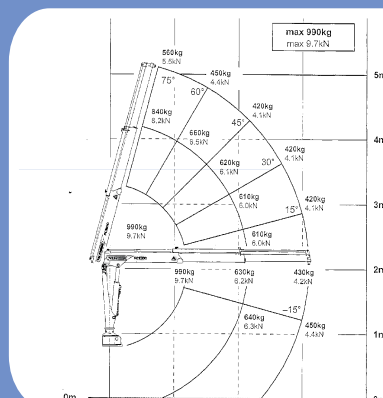 max 990kg
max 9.7kN
560kg
5.5kN
5m
75°
450kg
4.4kN
60°
840kg
8.2kN
420kg
4.1kN
45°
4m
660kg
6.5kN
420kg
4.1kN
620kg
6.1kN
30°
610kg
6.0kN
420kg
4.1kN
15°
3m
990kg
9.7kN
610kg
6.0kN
2m
990kg
9.7kN
630kg
6.2kN
430kg
4.2kN
-15°
640kg
6.3kN
450kg
4.4kN
1m
0m